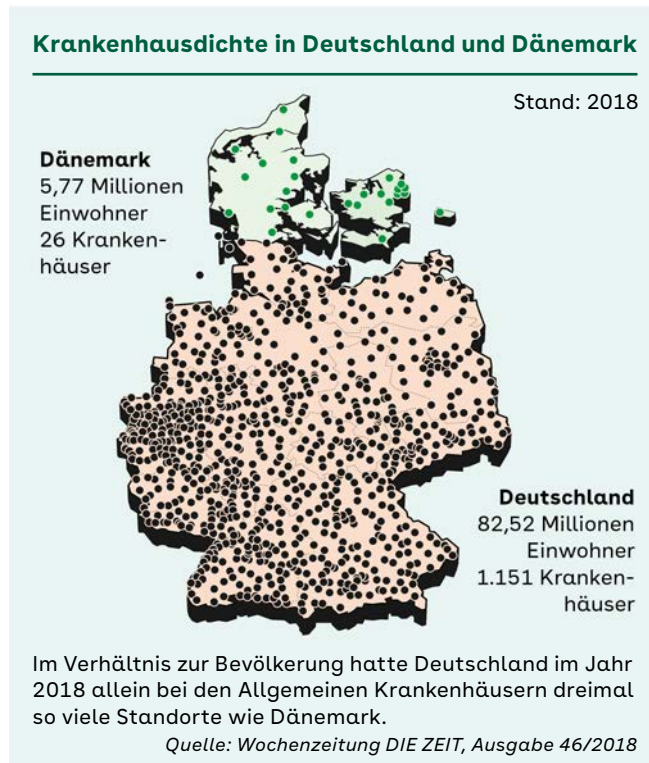 Krankenhausdichte in Deutschland und Dänemark
Stand: 2018
Dänemark
5,77 Millionen
Einwohner
26 Kranken-
häuser
Deutschland
82,52 Millionen
Einwohner
1.151 Kranken-
häuser
Im Verhältnis zur Bevölkerung hatte Deutschland im Jahr
2018 allein bei den Allgemeinen Krankenhäusern dreimal
so viele Standorte wie Dänemark.
Quelle: Wochenzeitung DIE ZEIT, Ausgabe 46/2018